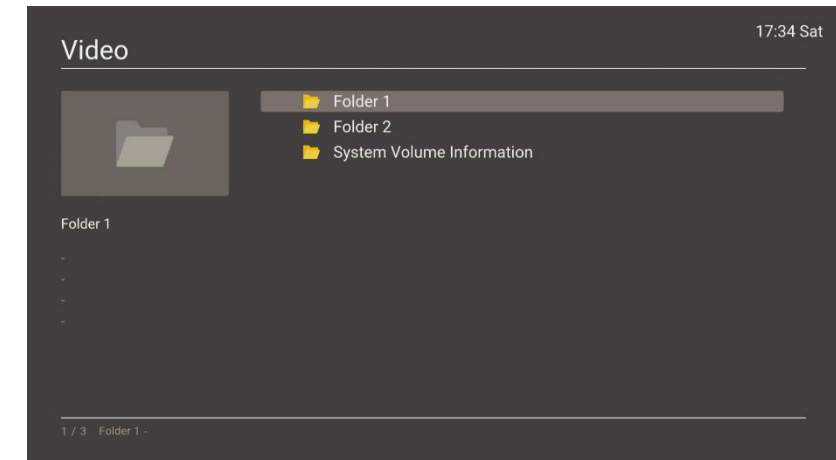 17:34 Sat
Video
Folder 1
Folder 2
System Volume Information
Folder 1
-
-
-
-
1 / 3 Folder 1 -